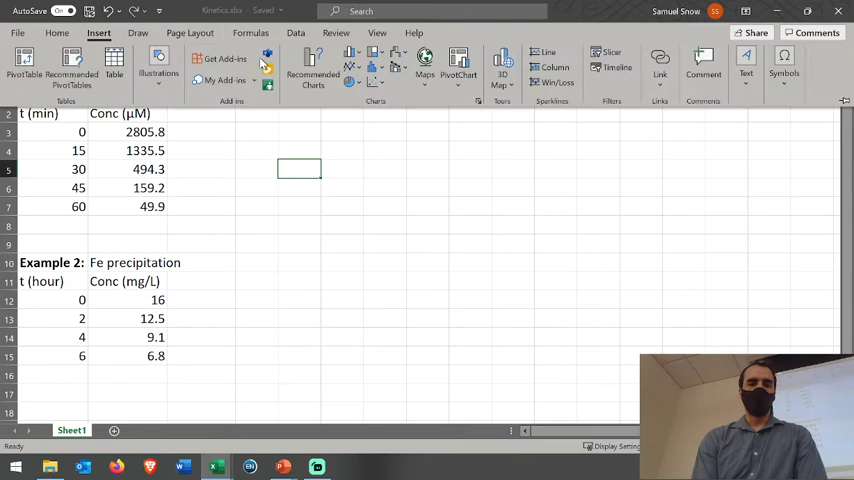 AutoSave On Kinetics.xlsx - Saved Search Samuel Snow SS
File Home Insert Draw Page Layout Formulas Data Review View Help Share Comments
PivotTable Recommended PivotTables Table Illustrations Get Add-ins My Add-ins Recommended Charts Maps PivotChart 3D Map Line Column Win/Loss Slicer Timeline Link Comment Text Symbols
Tables Add-ins Charts Tours Sparklines Filters Links Comments
2 t (min) Conc (µM)
3 0 2805.8
4 15 1335.5
5 30 494.3
6 45 159.2
7 60 49.9
8
9
10 Example 2: Fe precipitation
11 t (hour) Conc (mg/L)
12 0 16
13 2 12.5
14 4 9.1
15 6 6.8
16
17
18
Sheet1
Ready Display Setting
W X EN P